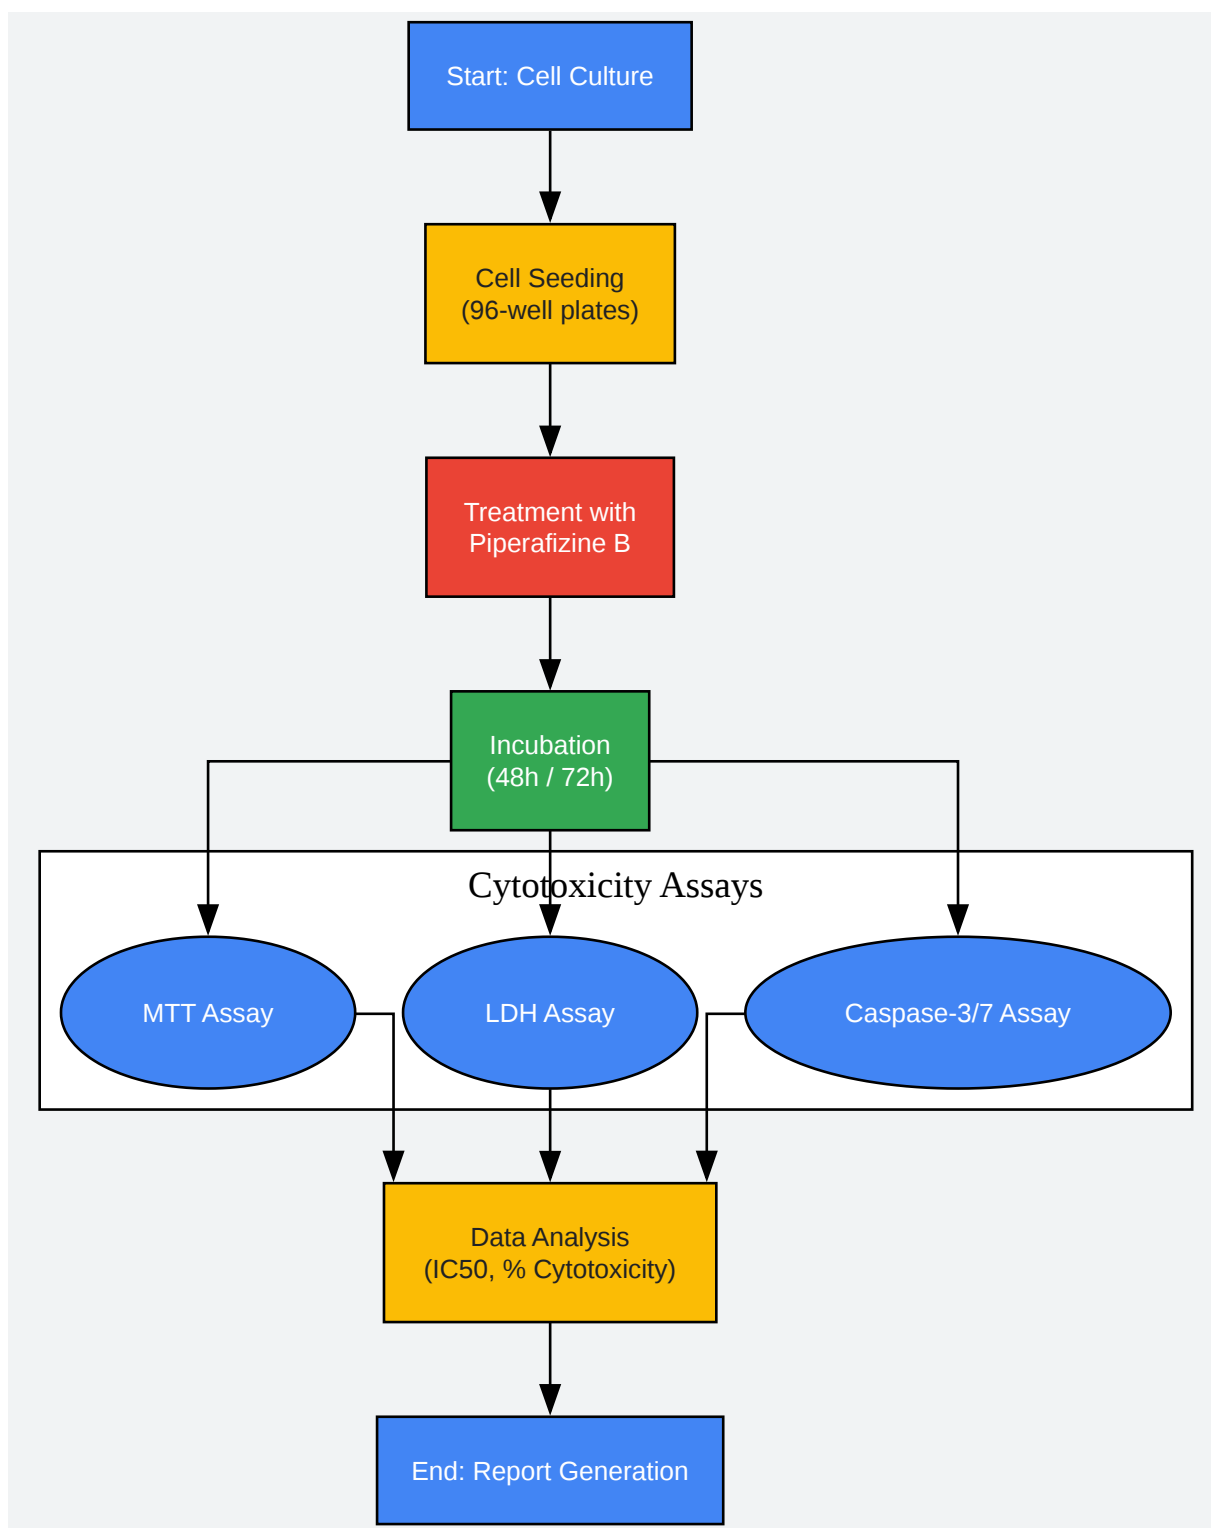 Start: Cell Culture
Cell Seeding
(96-well plates)
Treatment with
Piperafizine B
Incubation
(48h / 72h)
Cytotoxicity Assays
MTT Assay
LDH Assay
Caspase-3/7 Assay
Data Analysis
(IC50, % Cytotoxicity)
End: Report Generation